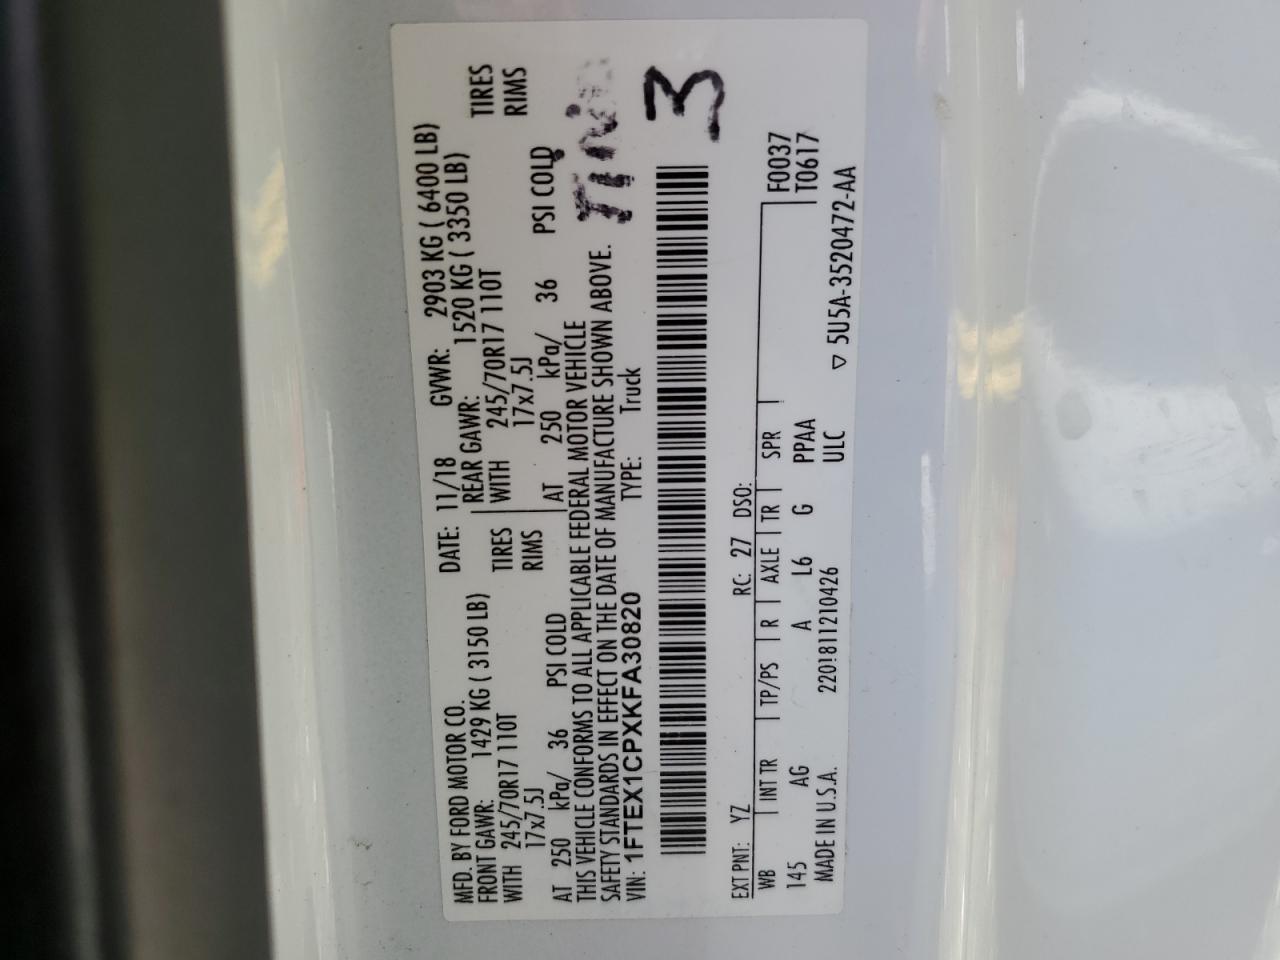 MFD. BY FORD MOTOR CO. DATE: 11/18 GVWR: 2903 KG ( 6400 LB)
FRONT GAWR: 1429 KG ( 3150 LB) REAR GAWR: 1520 KG ( 3350 LB)
WITH 245/70R17 110T TIRES WITH 245/70R17 110T TIRES
17x7.5J RIMS 17x7.5J RIMS
AT 250 kPa/ 36 PSI COLD AT 250 kPa/ 36 PSI COLD
THIS VEHICLE CONFORMS TO ALL APPLICABLE FEDERAL MOTOR VEHICLE
SAFETY STANDARDS IN EFFECT ON THE DATE OF MANUFACTURE SHOWN ABOVE.
VIN: 1FTEX1CPXKFA30820 TYPE: Truck
3
EXT PNT: YZ RC: 27 DSO: F0037
WB INT TR TP/PS R AXLE TR SPR T0617
145 AG A L6 G PPAA
MADE IN U.S.A. 2201811210426 ULC ▽ 5U5A-3520472-AA